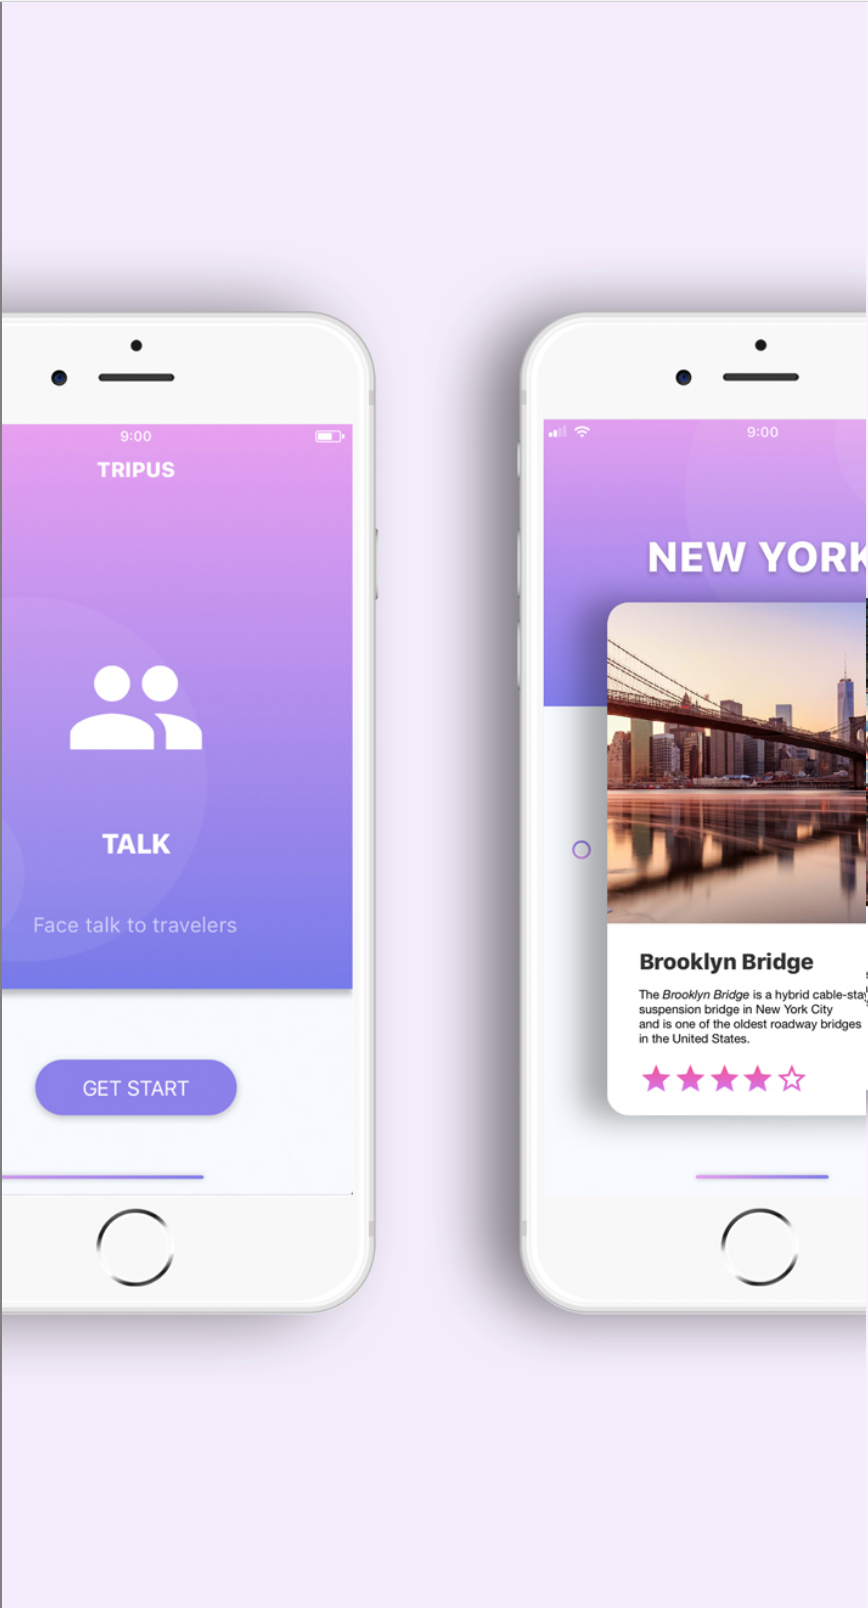 9:00
TRIPUS
TALK
Face talk to travelers
GET START
9:00
NEW YORK
Brooklyn Bridge
The Brooklyn Bridge is a hybrid cable-stay
suspension bridge in New York City
and is one of the oldest roadway bridges
in the United States.